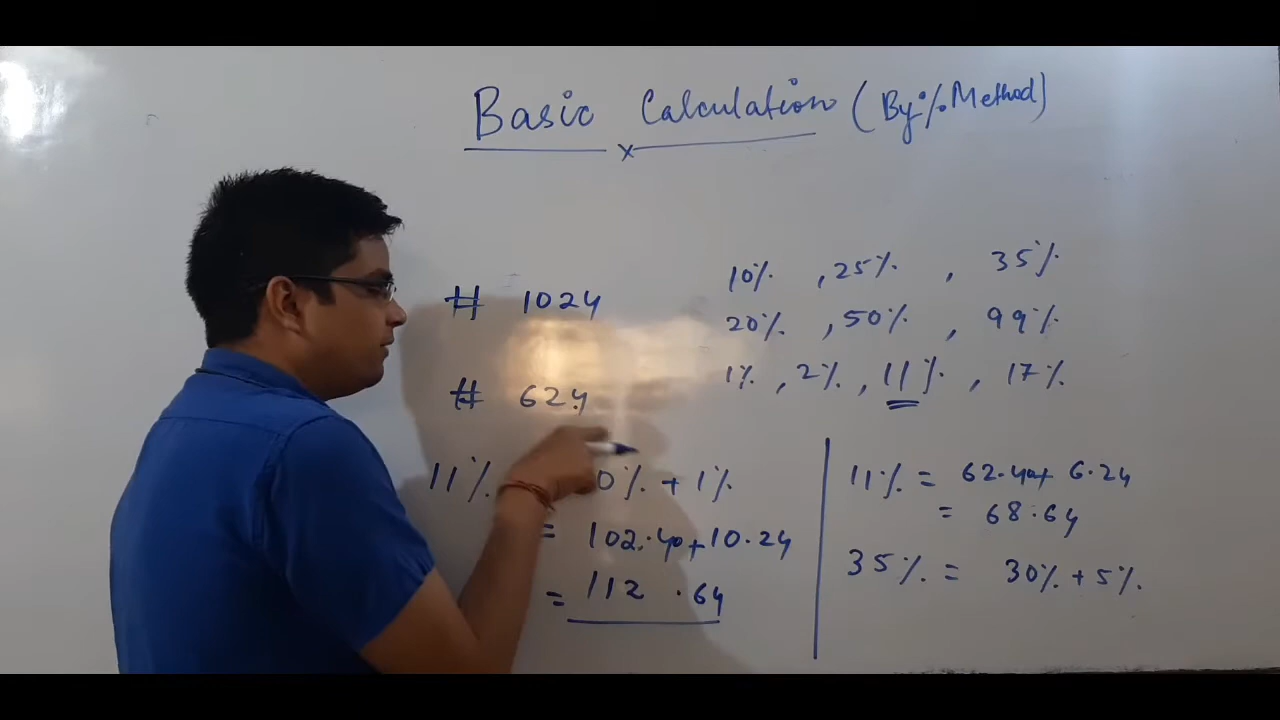 Basic Calculation (By % Method)
x
# 1024
10% , 25% , 35%
20% , 50% , 99%
# 624
1% , 2% , 11% , 17%
11% 0% + 1%
= 102.40 + 10.24
= 112.64
11% = 62.40 + 6.24
= 68.64
35% = 30% + 5%